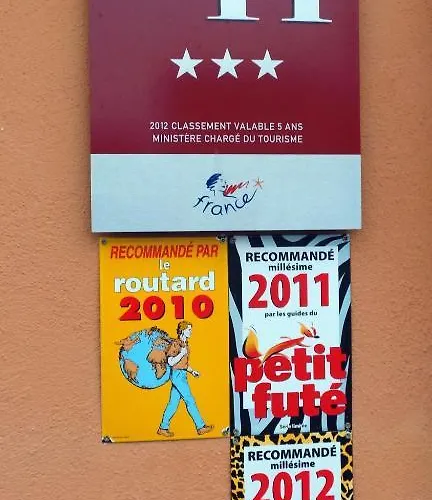 H
★★★
2012 CLASSEMENT VALABLE 5 ANS
MINISTÈRE CHARGÉ DU TOURISME
france
RECOMMANDÉ PAR
le
routard
2010
RECOMMANDÉ
millésime
2011
par les guides du
petit
futé
RECOMMANDÉ
millésime
2012